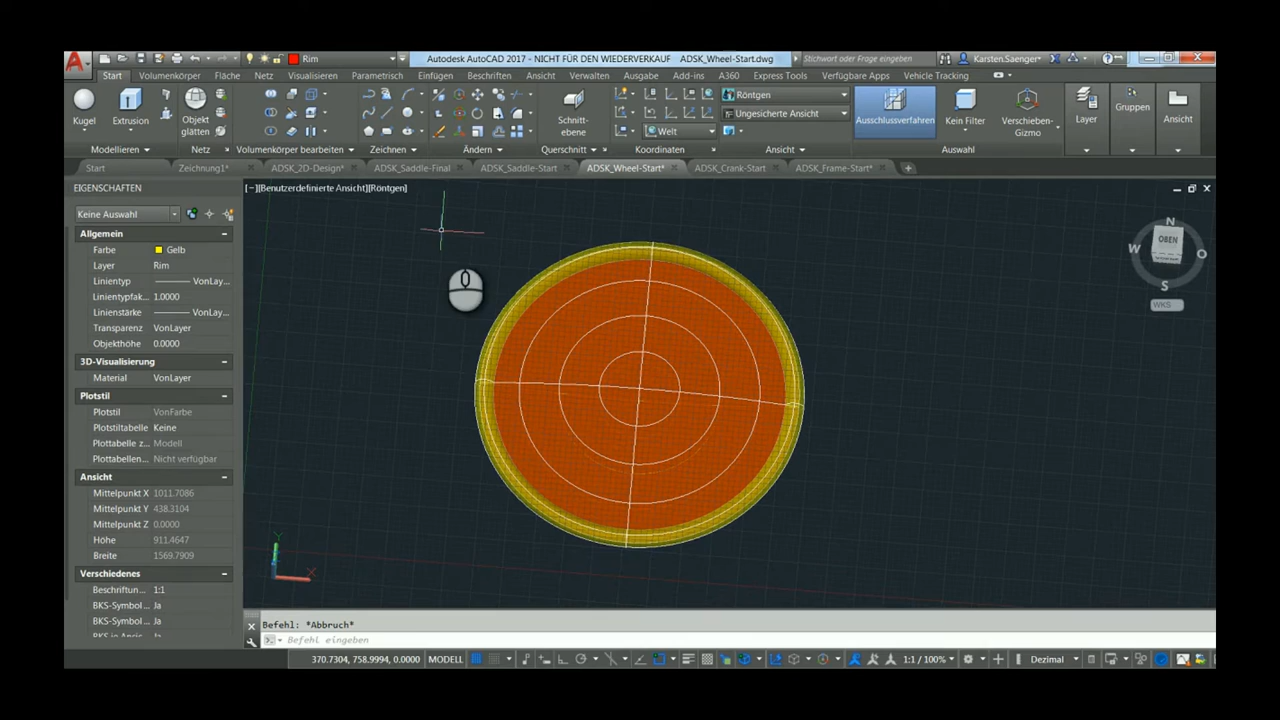 Rim
Autodesk AutoCAD 2017 - NICHT FÜR DEN WIEDERVERKAUF ADSK_Wheel-Start.dwg
Stichwort oder Frage eingeben
Karsten.Saenger...
Start Volumenkörper Fläche Netz Visualisieren Parametrisch Einfügen Beschriften Ansicht Verwalten Ausgabe Add-ins A360 Express Tools Verfügbare Apps Vehicle Tracking
Kugel
Extrusion
Objekt
glätten
Schnitt-
ebene
Röntgen
Ungesicherte Ansicht
Welt
Ausschlussverfahren
Kein Filter
Verschieben-
Gizmo
Layer
Gruppen
Ansicht
Modellieren Netz Volumenkörper bearbeiten Zeichnen Ändern Querschnitt Koordinaten Ansicht Auswahl
Start Zeichnung1* ADSK_2D-Design* ADSK_Saddle-Final ADSK_Saddle-Start ADSK_Wheel-Start* ADSK_Crank-Start ADSK_Frame-Start*
EIGENSCHAFTEN
[−][Benutzerdefinierte Ansicht][Röntgen]
Keine Auswahl
Allgemein
Farbe Gelb
Layer Rim
Linientyp VonLay...
Linientypfak... 1.0000
Linienstärke VonLay...
Transparenz VonLayer
Objekthöhe 0.0000
3D-Visualisierung
Material VonLayer
Plotstil
Plotstil VonFarbe
Plotstiltabelle Keine
Plottabelle z... Modell
Plottabellen... Nicht verfügbar
Ansicht
Mittelpunkt X 1011.7086
Mittelpunkt Y 438.3104
Mittelpunkt Z 0.0000
Höhe 911.4647
Breite 1569.7909
Verschiedenes
Beschriftun... 1:1
BKS-Symbol ... Ja
BKS-Symbol ... Ja
N
W
OBEN
O
S
WKS
Y
X
Befehl: *Abbruch*
Befehl eingeben
370.7304, 758.9994, 0.0000 MODELL 1:1 / 100% Dezimal